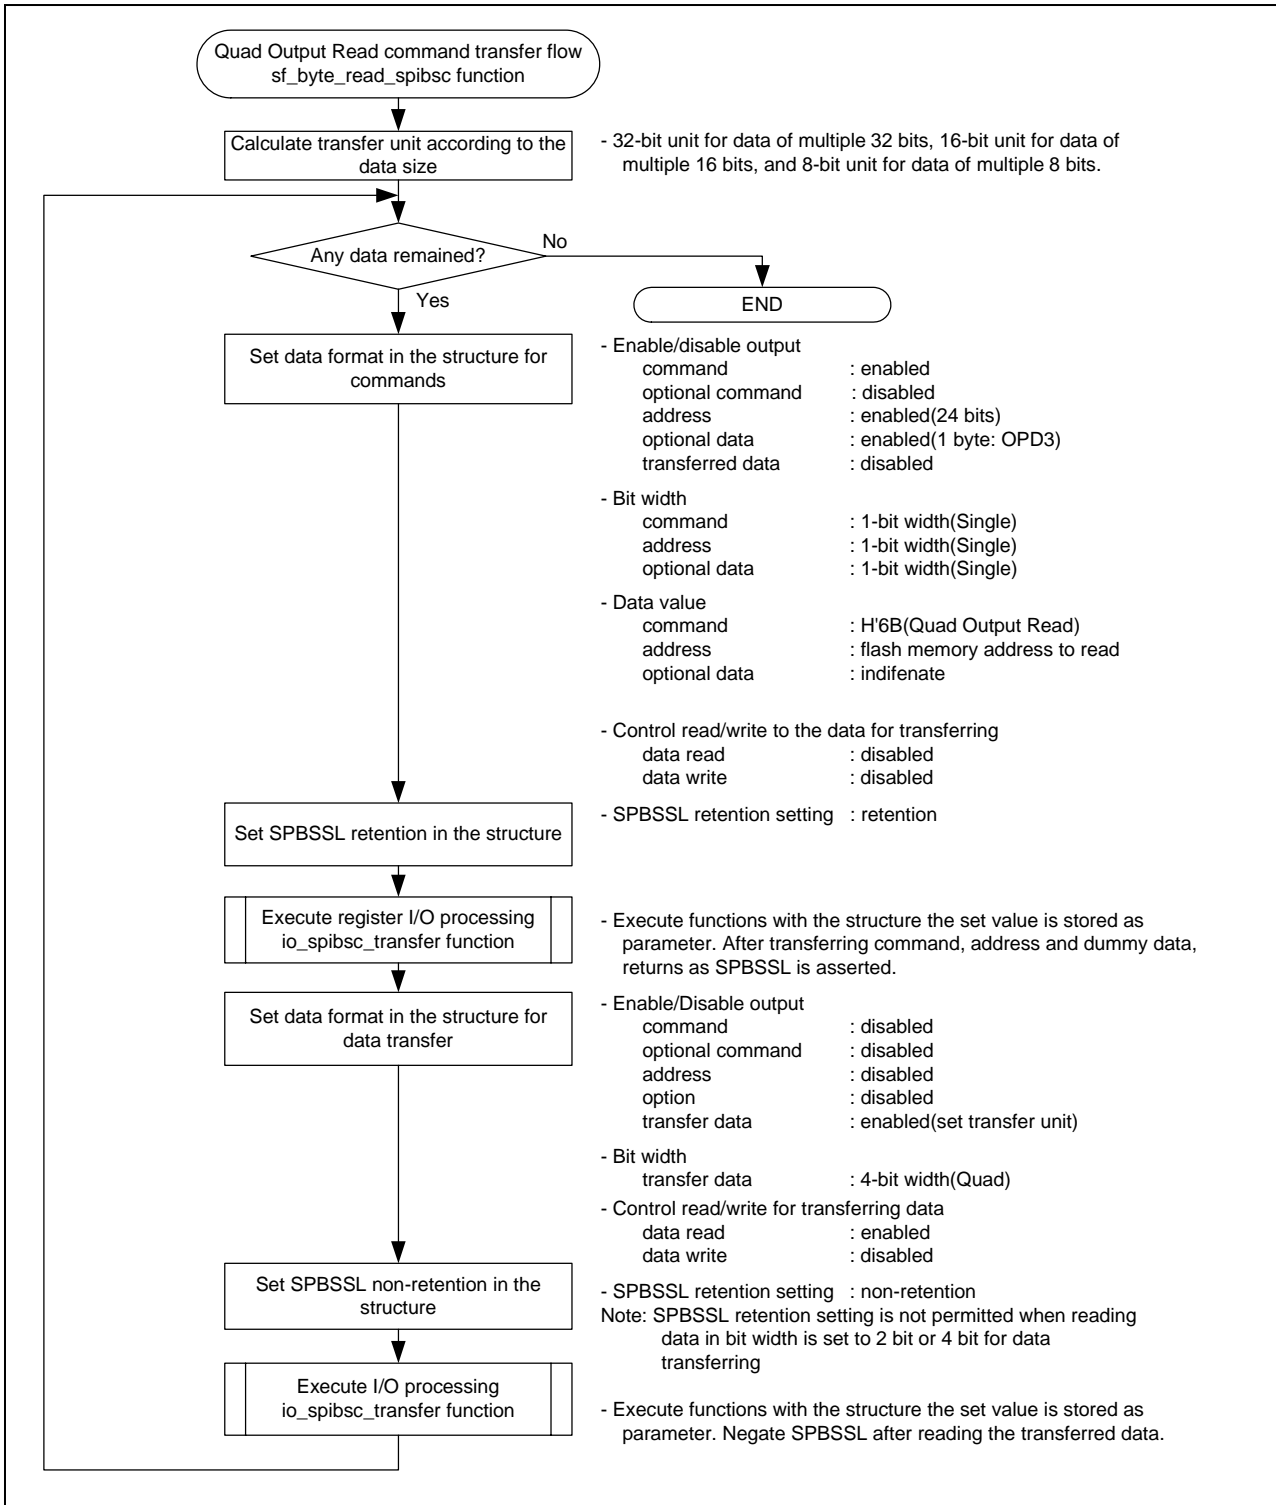 Quad Output Read command transfer flow
sf_byte_read_spibsc function
Calculate transfer unit according to the
data size
- 32-bit unit for data of multiple 32 bits, 16-bit unit for data of
multiple 16 bits, and 8-bit unit for data of multiple 8 bits.
Any data remained?
No
Yes
END
Set data format in the structure for
commands
- Enable/disable output
command : enabled
optional command : disabled
address : enabled(24 bits)
optional data : enabled(1 byte: OPD3)
transferred data : disabled
- Bit width
command : 1-bit width(Single)
address : 1-bit width(Single)
optional data : 1-bit width(Single)
- Data value
command : H'6B(Quad Output Read)
address : flash memory address to read
optional data : indifenate
- Control read/write to the data for transferring
data read : disabled
data write : disabled
Set SPBSSL retention in the structure
- SPBSSL retention setting : retention
Execute register I/O processing
io_spibsc_transfer function
- Execute functions with the structure the set value is stored as
parameter. After transferring command, address and dummy data,
returns as SPBSSL is asserted.
Set data format in the structure for
data transfer
- Enable/Disable output
command : disabled
optional command : disabled
address : disabled
option : disabled
transfer data : enabled(set transfer unit)
- Bit width
transfer data : 4-bit width(Quad)
- Control read/write for transferring data
data read : enabled
data write : disabled
Set SPBSSL non-retention in the
structure
- SPBSSL retention setting : non-retention
Note: SPBSSL retention setting is not permitted when reading
data in bit width is set to 2 bit or 4 bit for data
transferring
Execute I/O processing
io_spibsc_transfer function
- Execute functions with the structure the set value is stored as
parameter. Negate SPBSSL after reading the transferred data.